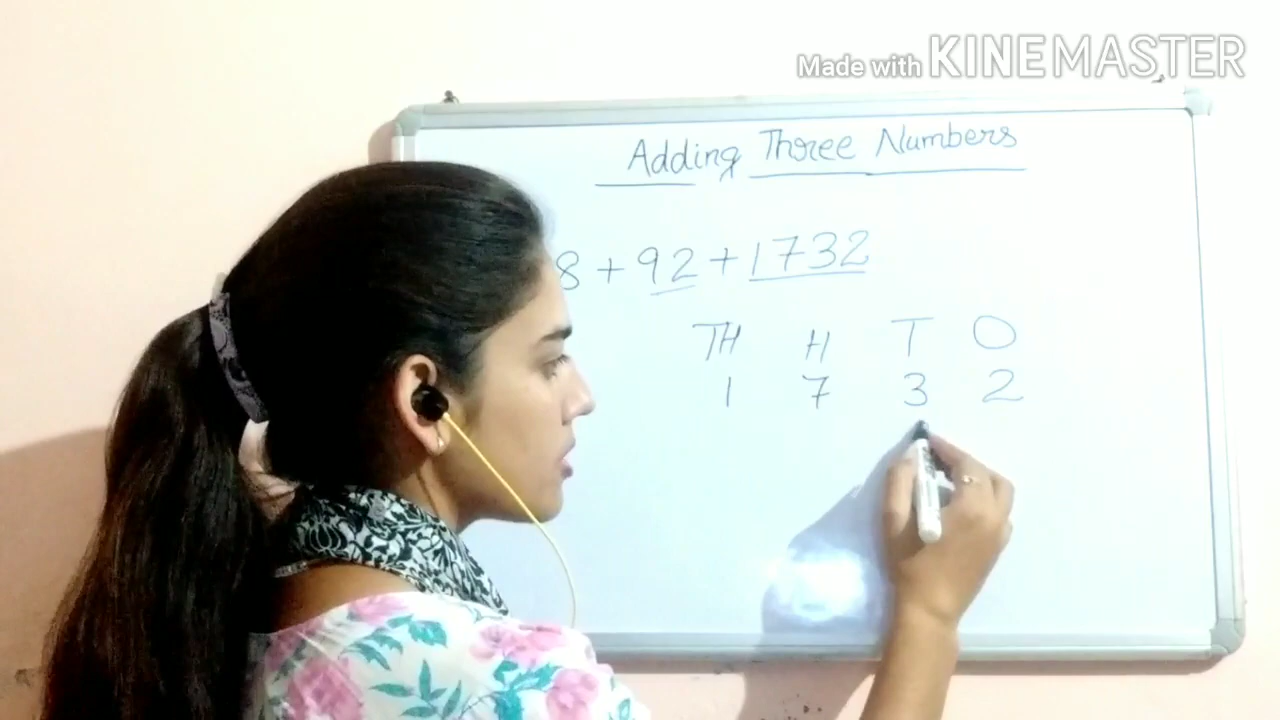 Made with KINEMASTER
Adding Three Numbers
8 + 92 + 1732
TH H T O
1 7 3 2